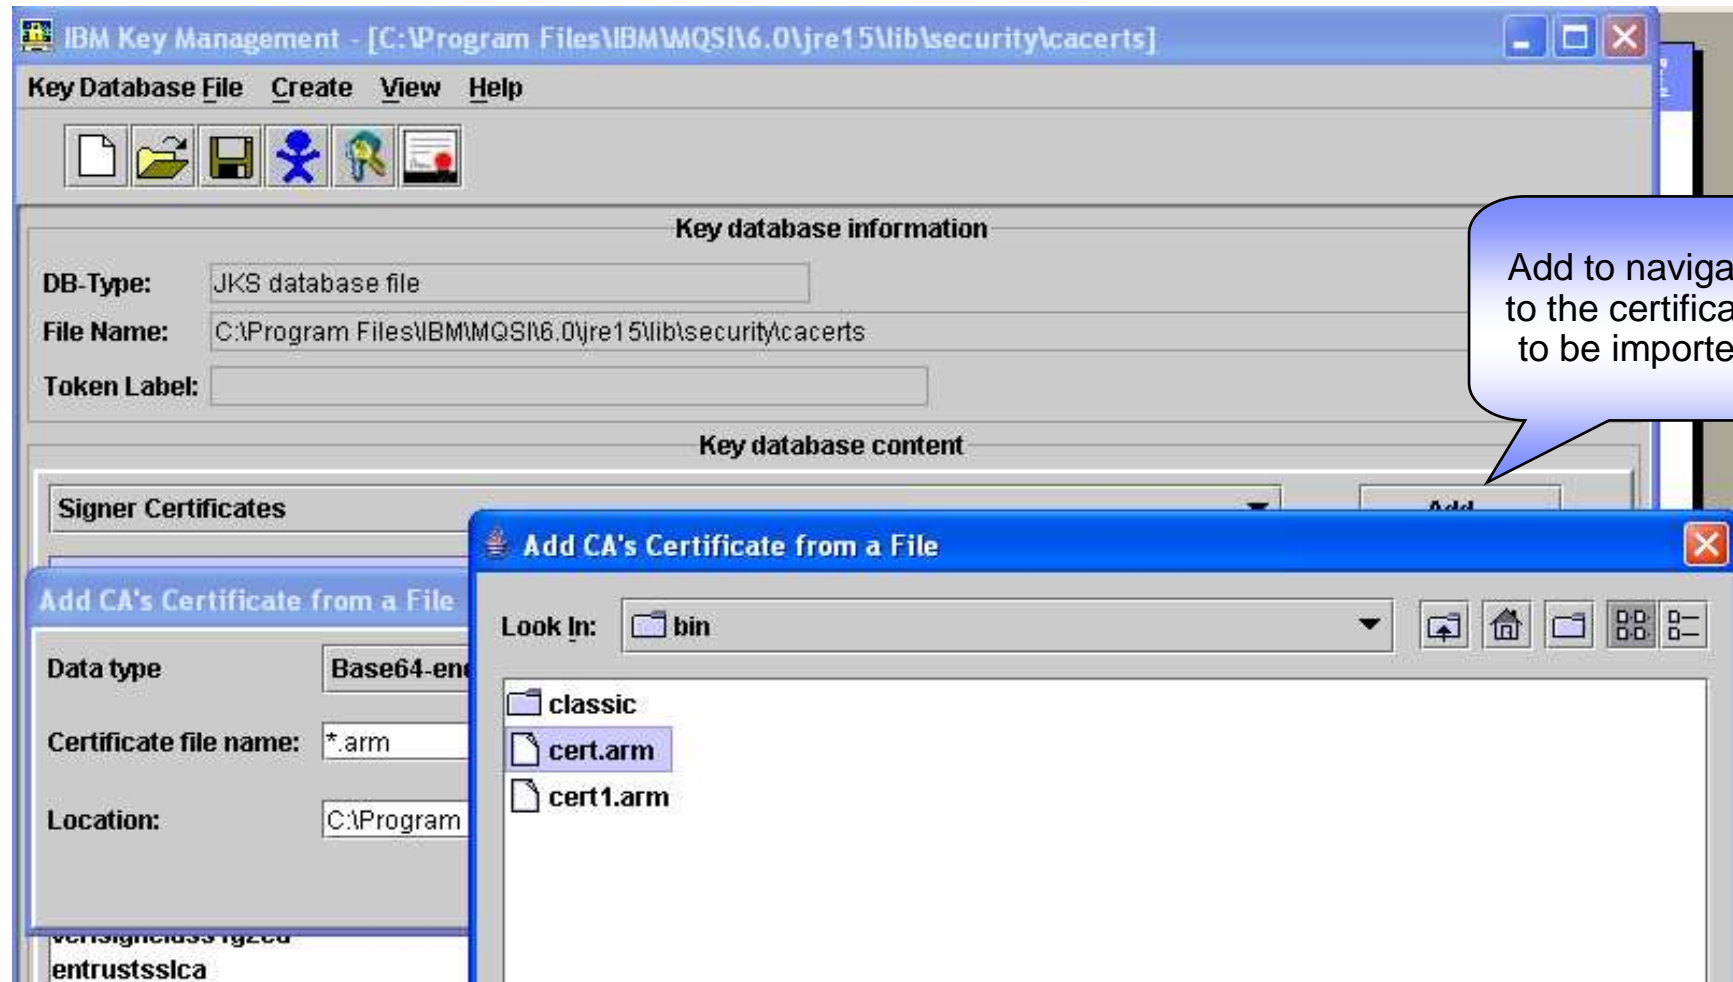 IBM Key Management - [C:\Program Files\IBM\MQSI\6.0\jre15\lib\security\cacerts]
Key Database File Create View Help
Key database information
DB-Type: JKS database file
File Name: C:\Program Files\IBM\MQSI\6.0\jre15\lib\security\cacerts
Token Label:
Add to naviga
to the certifica
to be importe
Key database content
Signer Certificates
Add CA's Certificate from a File
Data type Base64-en
Certificate file name: *.arm
Location: C:\Program
entrustsslca
Add CA's Certificate from a File
Look In: bin
classic
cert.arm
cert1.arm